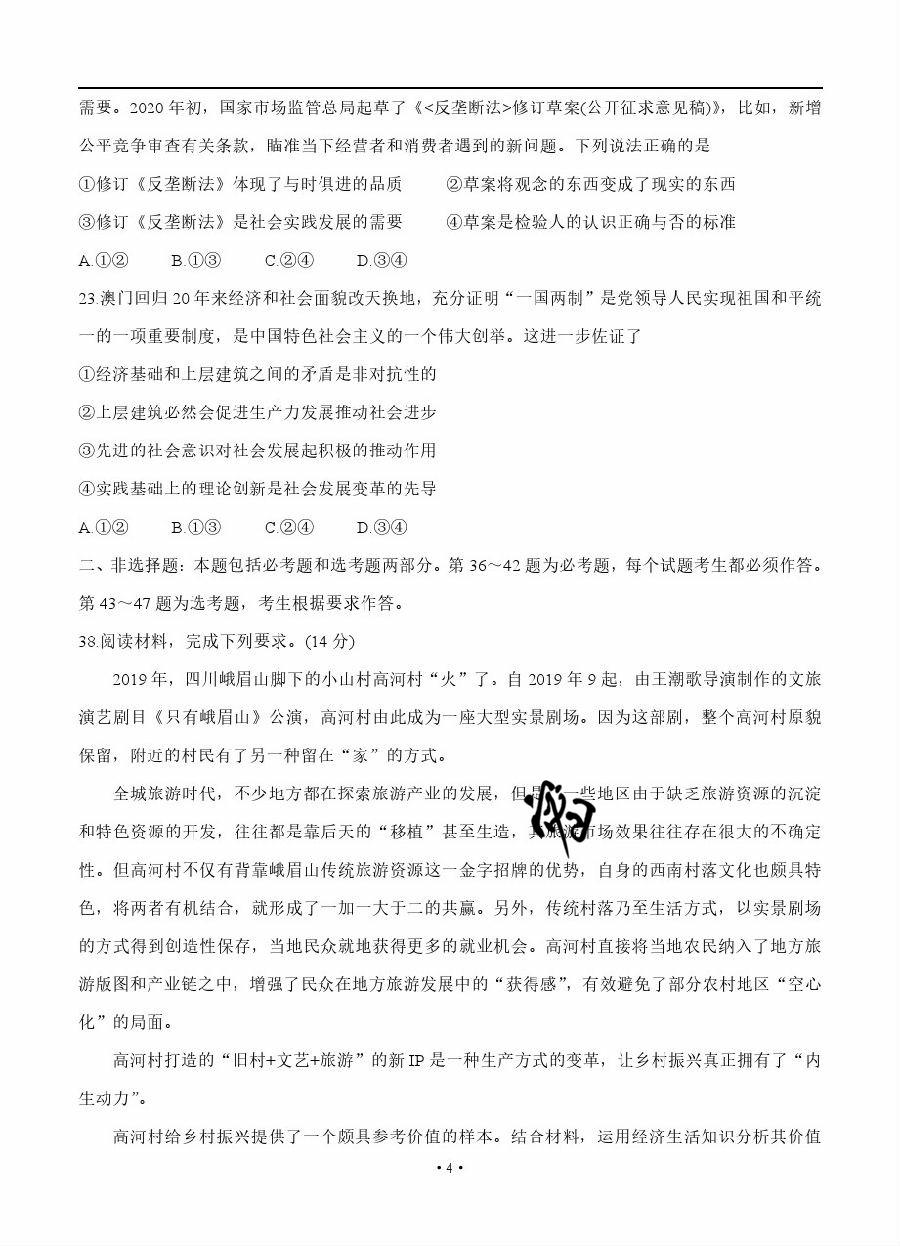 需要。2020年初，国家市场监管总局起草了《<反垄断法>修订草案(公开征求意见稿)》，比如，新增
公平竞争审查有关条款，瞄准当下经营者和消费者遇到的新问题。下列说法正确的是
①修订《反垄断法》体现了与时俱进的品质 ②草案将观念的东西变成了现实的东西
③修订《反垄断法》是社会实践发展的需要 ④草案是检验人的认识正确与否的标准
A.①② B.①③ C.②④ D.③④
23.澳门回归20年来经济和社会面貌改天换地，充分证明“一国两制”是党领导人民实现祖国和平统
一的一项重要制度，是中国特色社会主义的一个伟大创举。这进一步佐证了
①经济基础和上层建筑之间的矛盾是非对抗性的
②上层建筑必然会促进生产力发展推动社会进步
③先进的社会意识对社会发展起积极的推动作用
④实践基础上的理论创新是社会发展变革的先导
A.①② B.①③ C.②④ D.③④
二、非选择题：本题包括必考题和选考题两部分。第36～42题为必考题，每个试题考生都必须作答。
第43～47题为选考题，考生根据要求作答。
38.阅读材料，完成下列要求。(14分)
2019年，四川峨眉山脚下的小山村高河村“火”了。自2019年9起，由王潮歌导演制作的文旅
演艺剧目《只有峨眉山》公演，高河村由此成为一座大型实景剧场。因为这部剧，整个高河村原貌
保留，附近的村民有了另一种留在“家”的方式。
全城旅游时代，不少地方都在探索旅游产业的发展，但是一些地区由于缺乏旅游资源的沉淀
和特色资源的开发，往往都是靠后天的“移植”甚至生造，其旅游市场效果往往存在很大的不确定
性。但高河村不仅有背靠峨眉山传统旅游资源这一金字招牌的优势，自身的西南村落文化也颇具特
色，将两者有机结合，就形成了一加一大于二的共赢。另外，传统村落乃至生活方式，以实景剧场
的方式得到创造性保存，当地民众就地获得更多的就业机会。高河村直接将当地农民纳入了地方旅
游版图和产业链之中，增强了民众在地方旅游发展中的“获得感”，有效避免了部分农村地区“空心
化”的局面。
高河村打造的“旧村+文艺+旅游”的新IP是一种生产方式的变革，让乡村振兴真正拥有了“内
生动力”。
高河村给乡村振兴提供了一个颇具参考价值的样本。结合材料，运用经济生活知识分析其价值
·4·